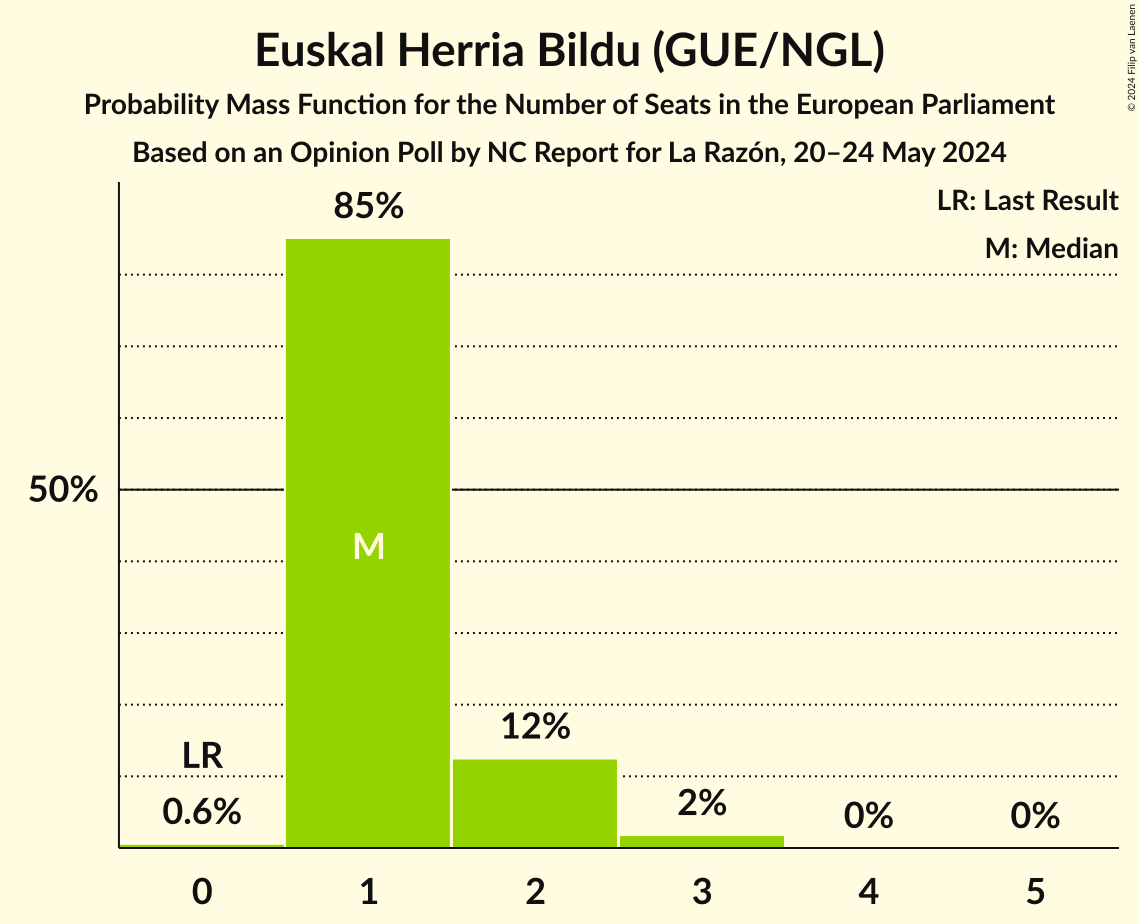 Euskal Herria Bildu (GUE/NGL)
Probability Mass Function for the Number of Seats in the European Parliament
Based on an Opinion Poll by NC Report for La Razón, 20–24 May 2024
© 2024 Filip van Laenen
LR: Last Result
M: Median
85%
50%
M
12%
LR
0.6%
2%
0%
0%
0
1
2
3
4
5